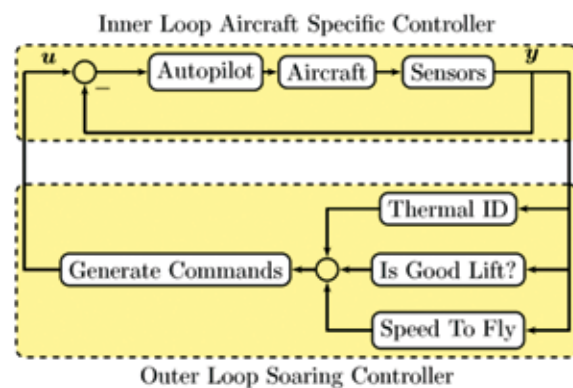 Inner Loop Aircraft Specific Controller
u
−
Autopilot
Aircraft
Sensors
y
Thermal ID
Generate Commands
Is Good Lift?
Speed To Fly
Outer Loop Soaring Controller